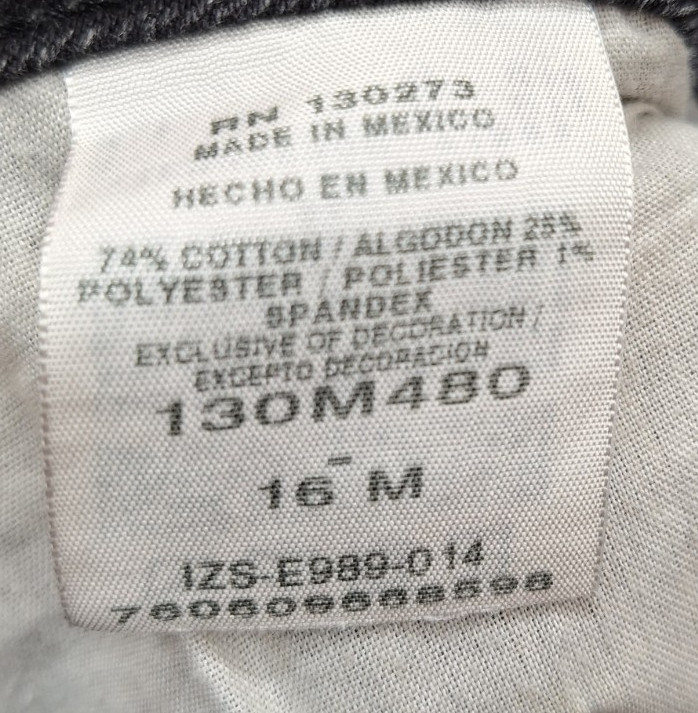 RN 130273
MADE IN MEXICO
HECHO EN MEXICO
74% COTTON / ALGODON 25%
POLYESTER / POLIESTER 1%
SPANDEX
EXCLUSIVE OF DECORATION /
EXCEPTO DECORACION
130M480
16 M
IZS-E989-014